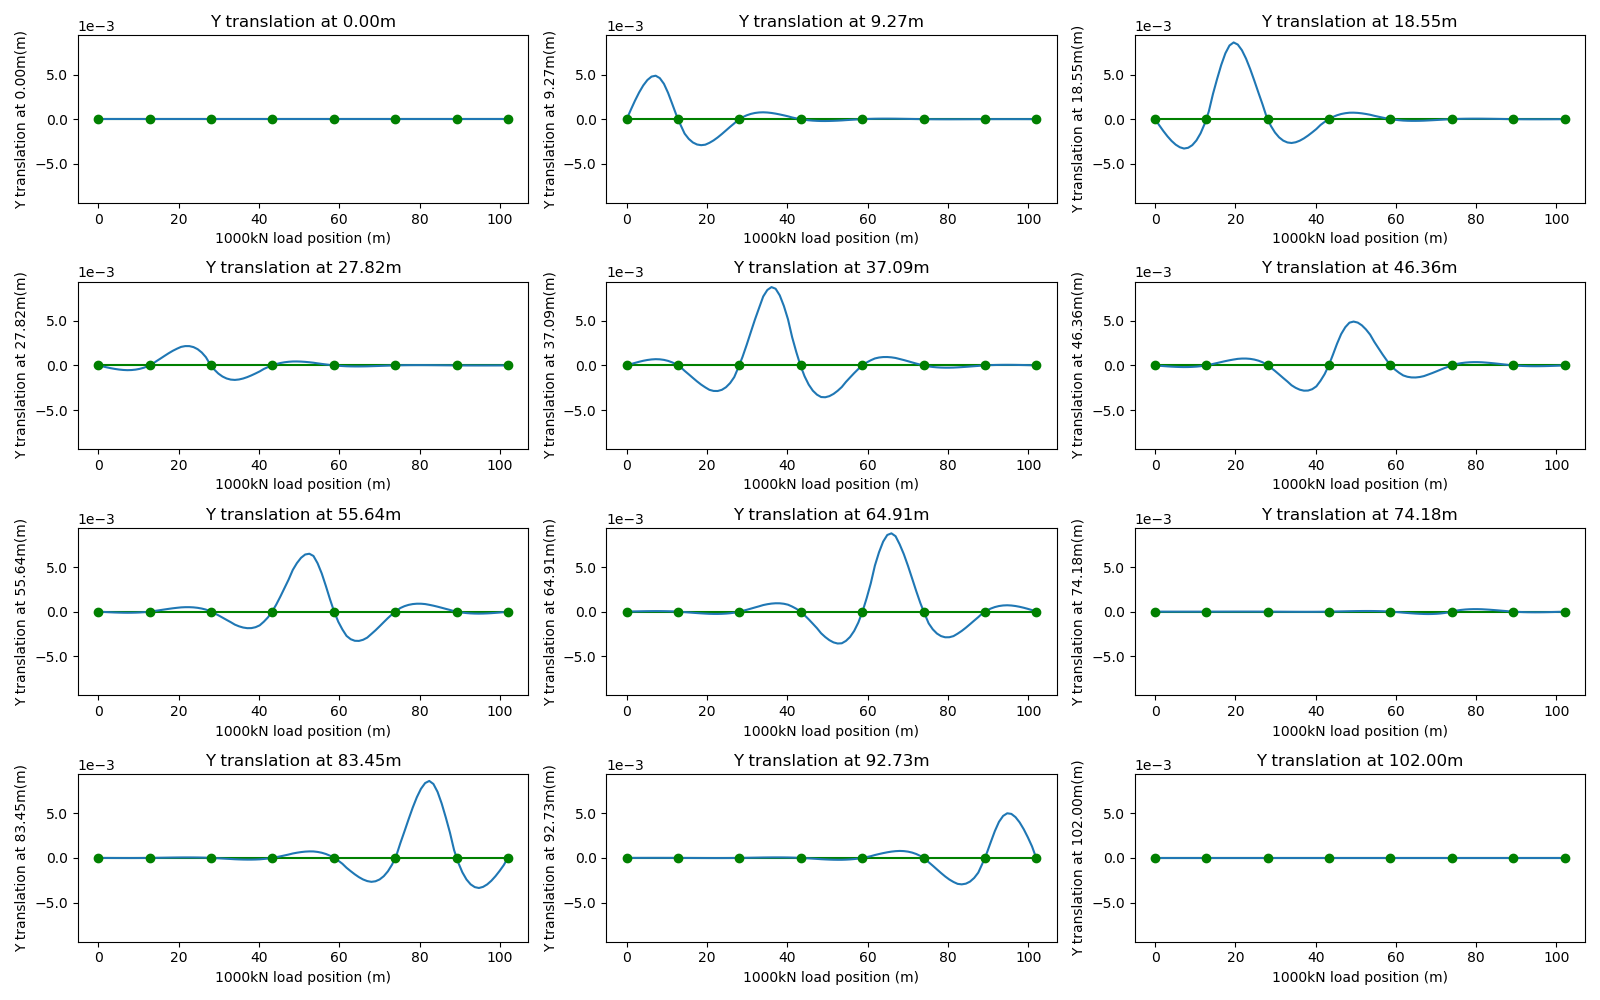 Y translation at 0.00m
1e−3
Y translation at 0.00m(m)
5.0
0.0
−5.0
0 20 40 60 80 100
1000kN load position (m)
Y translation at 9.27m
1e−3
Y translation at 9.27m(m)
5.0
0.0
−5.0
0 20 40 60 80 100
1000kN load position (m)
Y translation at 18.55m
1e−3
Y translation at 18.55m(m)
5.0
0.0
−5.0
0 20 40 60 80 100
1000kN load position (m)
Y translation at 27.82m
1e−3
Y translation at 27.82m(m)
5.0
0.0
−5.0
0 20 40 60 80 100
1000kN load position (m)
Y translation at 37.09m
1e−3
Y translation at 37.09m(m)
5.0
0.0
−5.0
0 20 40 60 80 100
1000kN load position (m)
Y translation at 46.36m
1e−3
Y translation at 46.36m(m)
5.0
0.0
−5.0
0 20 40 60 80 100
1000kN load position (m)
Y translation at 55.64m
1e−3
Y translation at 55.64m(m)
5.0
0.0
−5.0
0 20 40 60 80 100
1000kN load position (m)
Y translation at 64.91m
1e−3
Y translation at 64.91m(m)
5.0
0.0
−5.0
0 20 40 60 80 100
1000kN load position (m)
Y translation at 74.18m
1e−3
Y translation at 74.18m(m)
5.0
0.0
−5.0
0 20 40 60 80 100
1000kN load position (m)
Y translation at 83.45m
1e−3
Y translation at 83.45m(m)
5.0
0.0
−5.0
0 20 40 60 80 100
1000kN load position (m)
Y translation at 92.73m
1e−3
Y translation at 92.73m(m)
5.0
0.0
−5.0
0 20 40 60 80 100
1000kN load position (m)
Y translation at 102.00m
1e−3
Y translation at 102.00m(m)
5.0
0.0
−5.0
0 20 40 60 80 100
1000kN load position (m)